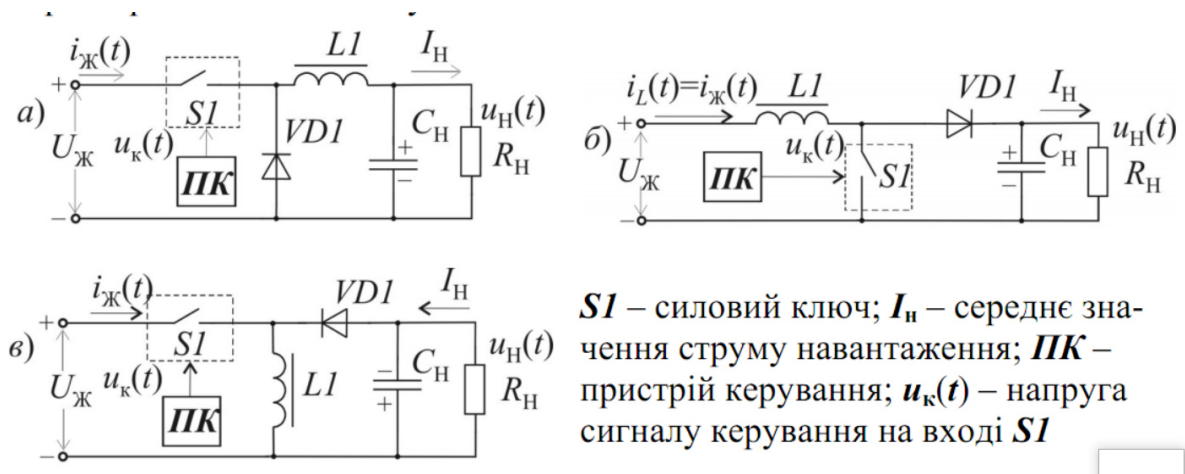 а)
iж(t)
L1
Iн
+
S1
Uж
uк(t)
ПК
VD1
+
–
Cн
uн(t)
Rн
–
б)
iL(t)=iж(t)
L1
VD1
Iн
+
uк(t)
Uж
ПК
S1
+
–
Cн
uн(t)
Rн
–
в)
iж(t)
VD1
Iн
+
S1
Uж
uк(t)
ПК
L1
–
+
Cн
uн(t)
Rн
–
S1 – силовий ключ; Iн – середнє зна-
чення струму навантаження; ПК –
пристрій керування; uк(t) – напруга
сигналу керування на вході S1